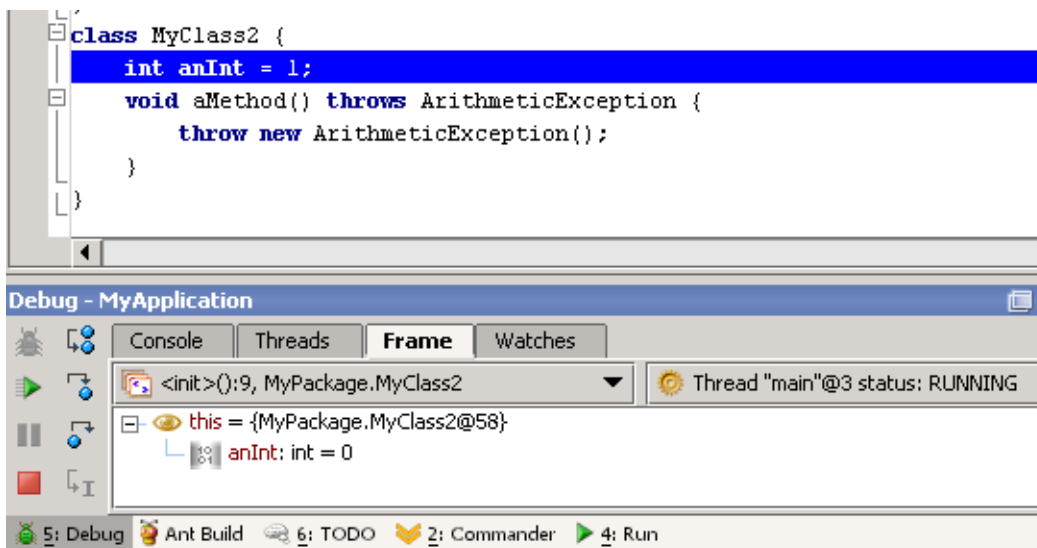 class MyClass2 {
int anInt = 1;
void aMethod() throws ArithmeticException {
throw new ArithmeticException();
}
}
Debug - MyApplication
Console Threads Frame Watches
<init>():9, MyPackage.MyClass2 Thread "main"@3 status: RUNNING
this = {MyPackage.MyClass2@58}
anInt: int = 0
5: Debug Ant Build 6: TODO 2: Commander 4: Run